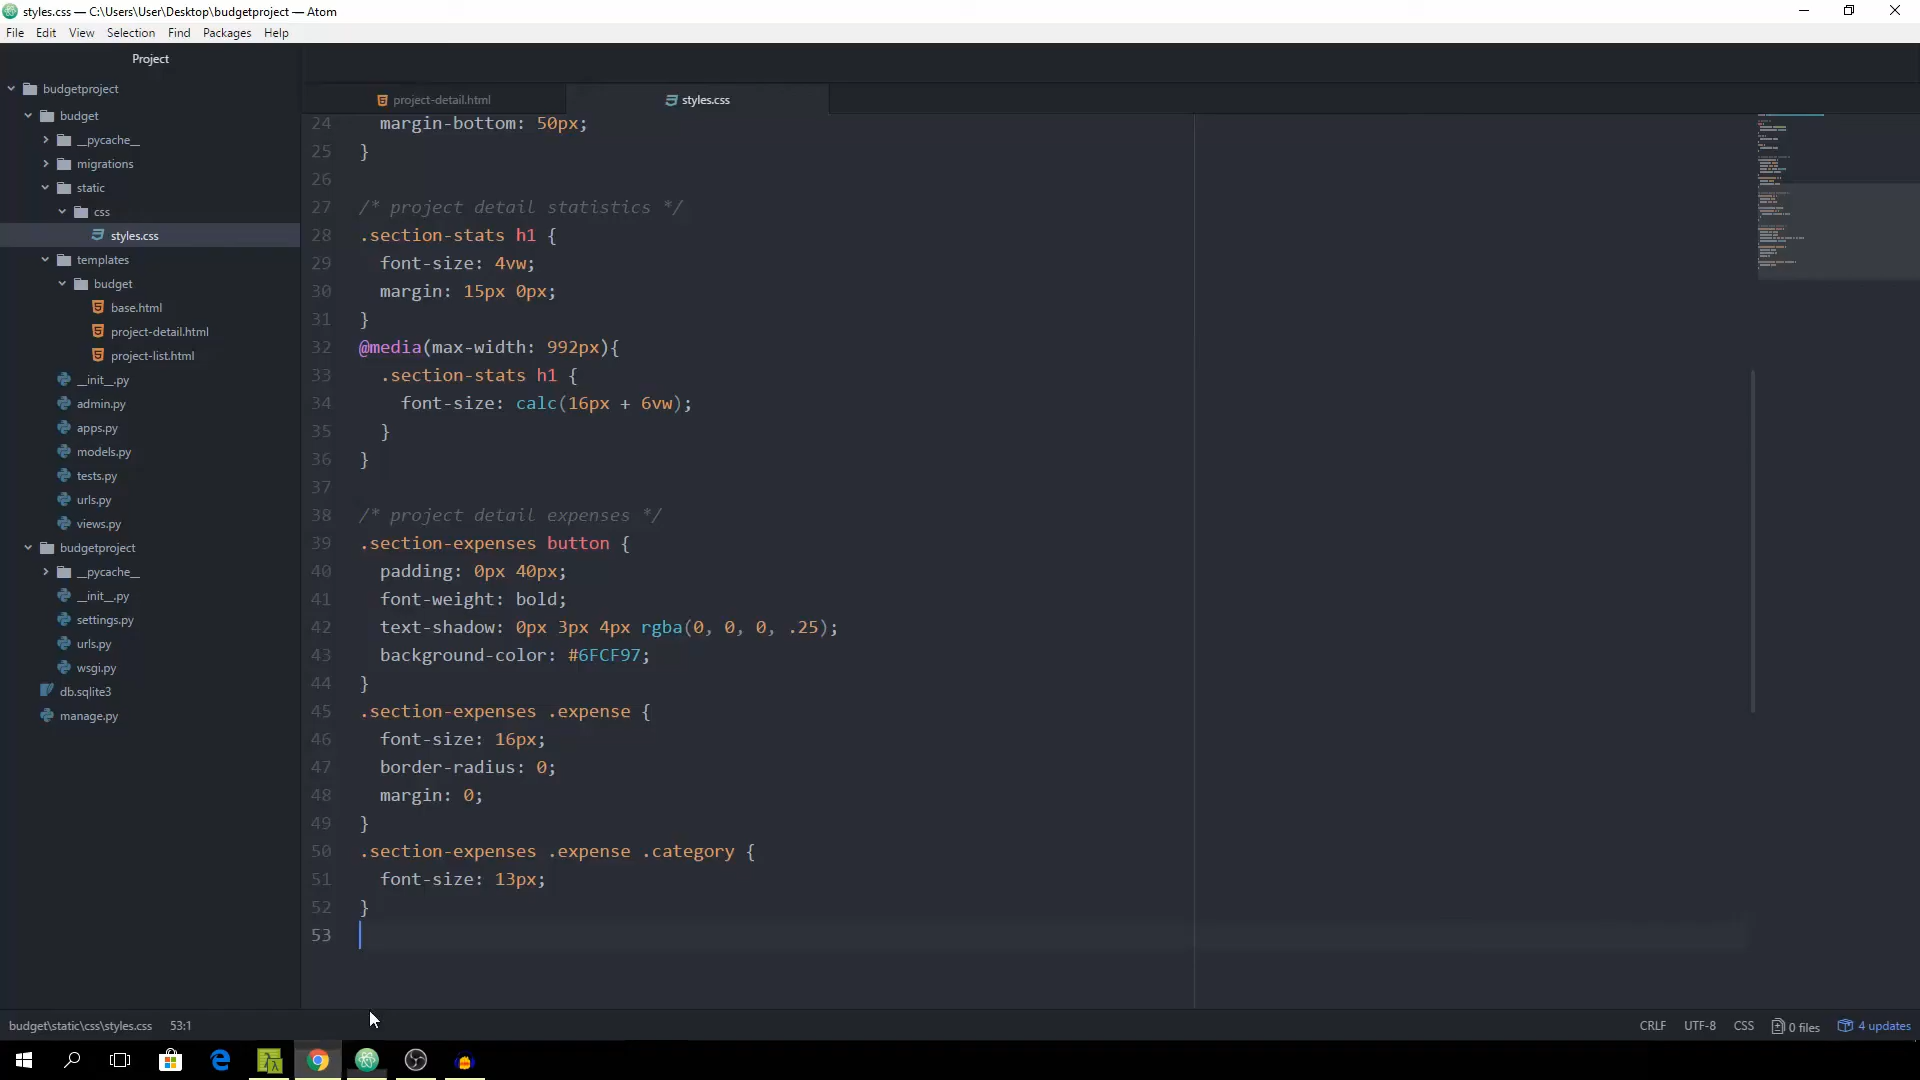 styles.css — C:\Users\User\Desktop\budgetproject — Atom
File Edit View Selection Find Packages Help
Project
budgetproject
budget
__pycache__
migrations
static
css
styles.css
templates
budget
base.html
project-detail.html
project-list.html
__init__.py
admin.py
apps.py
models.py
tests.py
urls.py
views.py
budgetproject
__pycache__
__init__.py
settings.py
urls.py
wsgi.py
db.sqlite3
manage.py
project-detail.html
styles.css
24 margin-bottom: 50px;
25 }
26
27 /* project detail statistics */
28 .section-stats h1 {
29 font-size: 4vw;
30 margin: 15px 0px;
31 }
32 @media(max-width: 992px){
33 .section-stats h1 {
34 font-size: calc(16px + 6vw);
35 }
36 }
37
38 /* project detail expenses */
39 .section-expenses button {
40 padding: 0px 40px;
41 font-weight: bold;
42 text-shadow: 0px 3px 4px rgba(0, 0, 0, .25);
43 background-color: #6FCF97;
44 }
45 .section-expenses .expense {
46 font-size: 16px;
47 border-radius: 0;
48 margin: 0;
49 }
50 .section-expenses .expense .category {
51 font-size: 13px;
52 }
53
budget\static\css\styles.css 53:1
CRLF UTF-8 CSS 0 files 4 updates